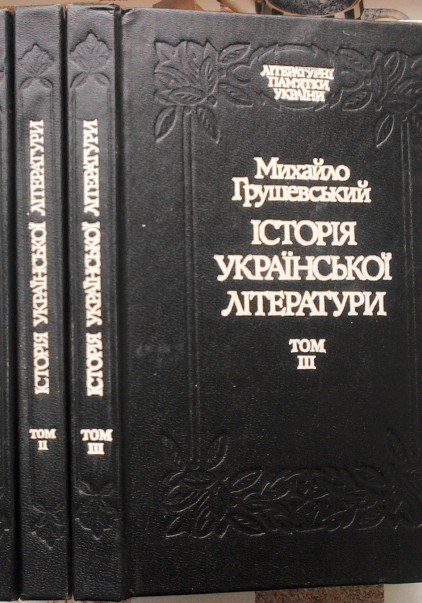 ІСТОРІЯ УКРАЇНСЬКОЇ ЛІТЕРАТУРИ
ТОМ
II
ІСТОРІЯ УКРАЇНСЬКОЇ ЛІТЕРАТУРИ
ТОМ
III
ЛІТЕРАТУРНІ
ПАМ'ЯТКИ
УКРАЇНИ
Михайло
Грушевський
ІСТОРІЯ
УКРАЇНСЬКОЇ
ЛІТЕРАТУРИ
ТОМ
III